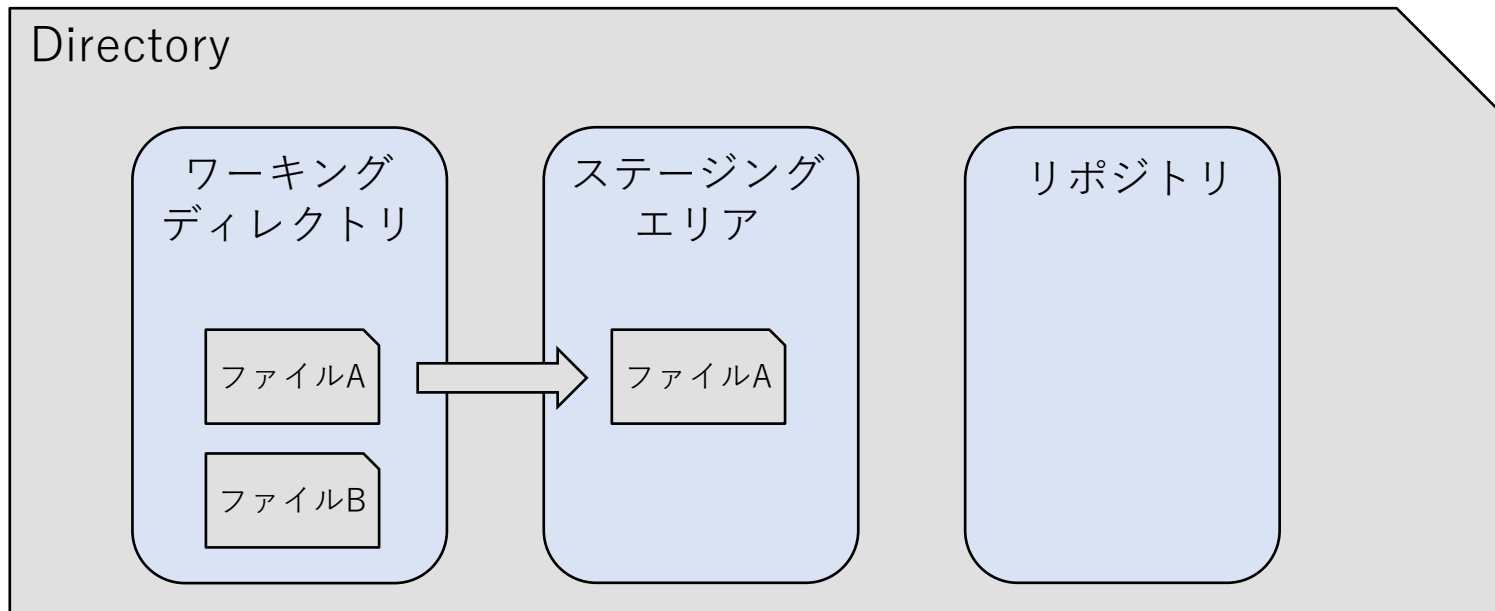 Directory
ワーキング
ディレクトリ
ステージング
エリア
リポジトリ
ファイルA
ファイルA
ファイルB